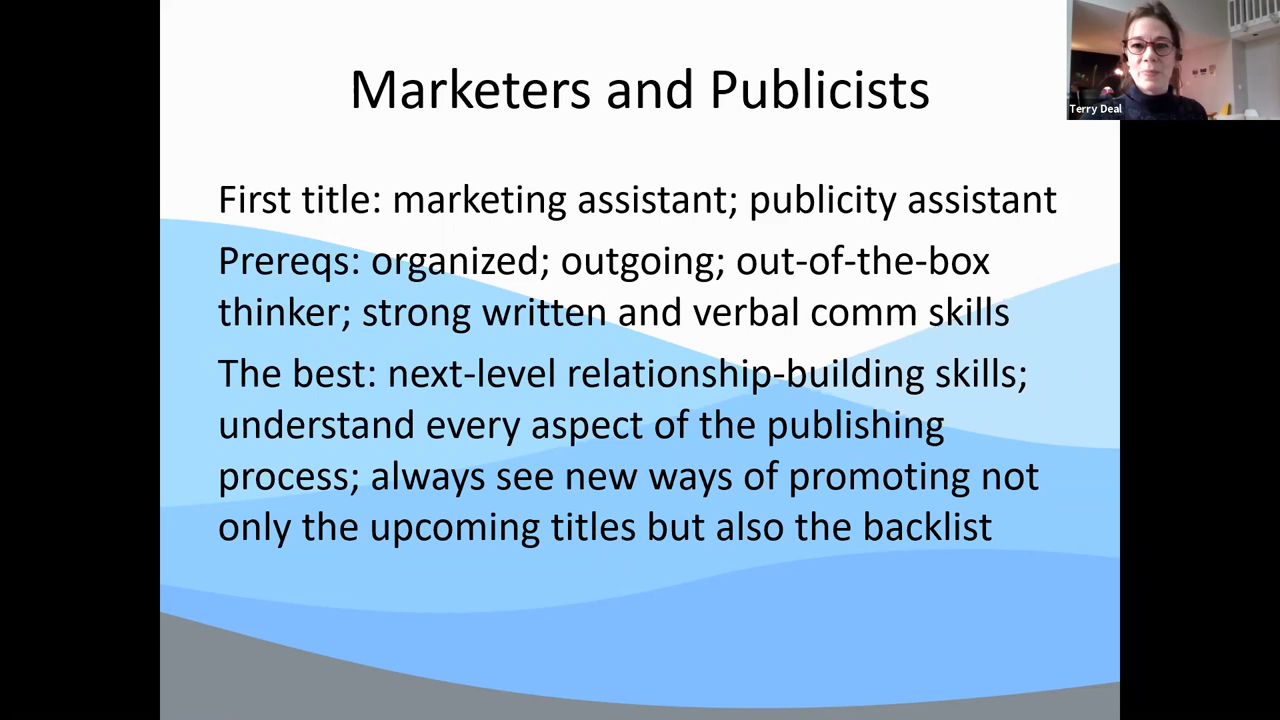 Marketers and Publicists
Terry Deal
First title: marketing assistant; publicity assistant
Prereqs: organized; outgoing; out-of-the-box
thinker; strong written and verbal comm skills
The best: next-level relationship-building skills;
understand every aspect of the publishing
process; always see new ways of promoting not
only the upcoming titles but also the backlist